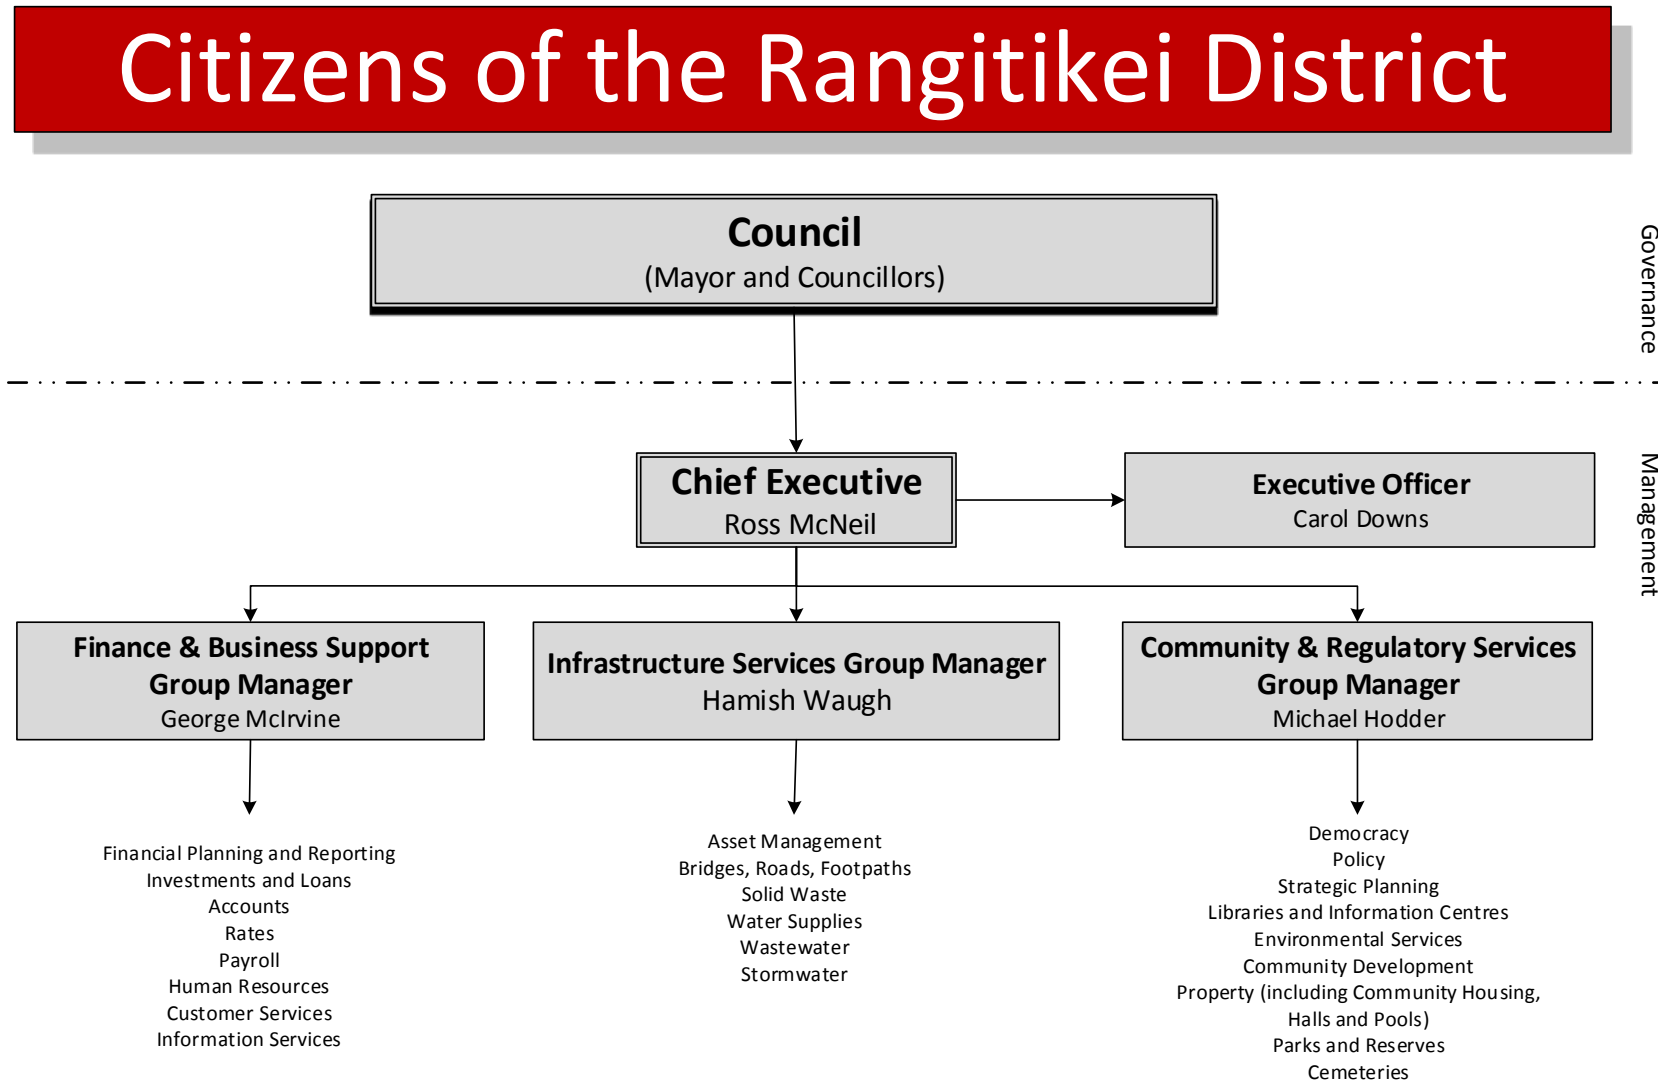 Citizens of the Rangitikei District
Council
(Mayor and Councillors)
Governance
Chief Executive
Ross McNeil
Executive Officer
Carol Downs
Management
Finance & Business Support
Group Manager
George McIrvine
Infrastructure Services Group Manager
Hamish Waugh
Community & Regulatory Services
Group Manager
Michael Hodder
Financial Planning and Reporting
Investments and Loans
Accounts
Rates
Payroll
Human Resources
Customer Services
Information Services
Asset Management
Bridges, Roads, Footpaths
Solid Waste
Water Supplies
Wastewater
Stormwater
Democracy
Policy
Strategic Planning
Libraries and Information Centres
Environmental Services
Community Development
Property (including Community Housing,
Halls and Pools)
Parks and Reserves
Cemeteries